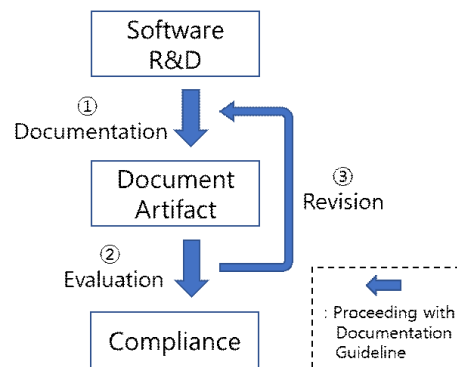 Software
R&D
①
Documentation
Document
Artifact
③
Revision
②
Evaluation
Compliance
: Proceeding with
Documentation
Guideline